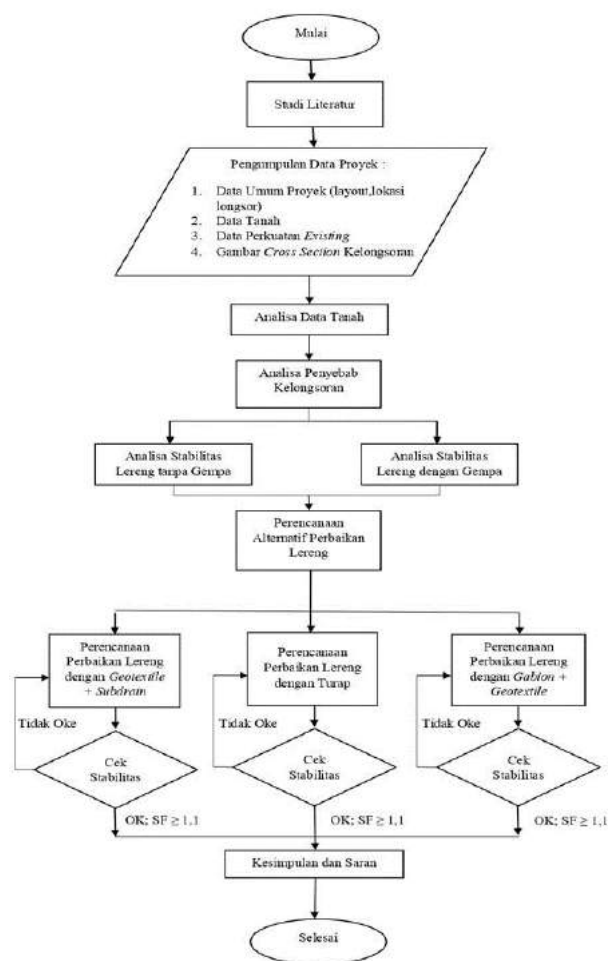 Mulai
Studi Literatur
Pengumpulan Data Proyek :
1. Data Umum Proyek (layout,lokasi
longsor)
2. Data Tanah
3. Data Perkuatan Existing
4. Gambar Cross Section Kelongsoran
Analisa Data Tanah
Analisa Penyebab
Kelongsoran
Analisa Stabilitas
Lereng tanpa Gempa
Analisa Stabilitas
Lereng dengan Gempa
Perencanaan
Alternatif Perbaikan
Lereng
Perencanaan
Perbaikan Lereng
dengan Geotextile
+ Subdrain
Perencanaan
Perbaikan Lereng
dengan Turap
Perencanaan
Perbaikan Lereng
dengan Gabion +
Geotextile
Tidak Oke
Tidak Oke
Tidak Oke
Cek
Stabilitas
Cek
Stabilitas
Cek
Stabilitas
OK; SF ≥ 1,1
OK; SF ≥ 1,1
OK; SF ≥ 1,1
Kesimpulan dan Saran
Selesai